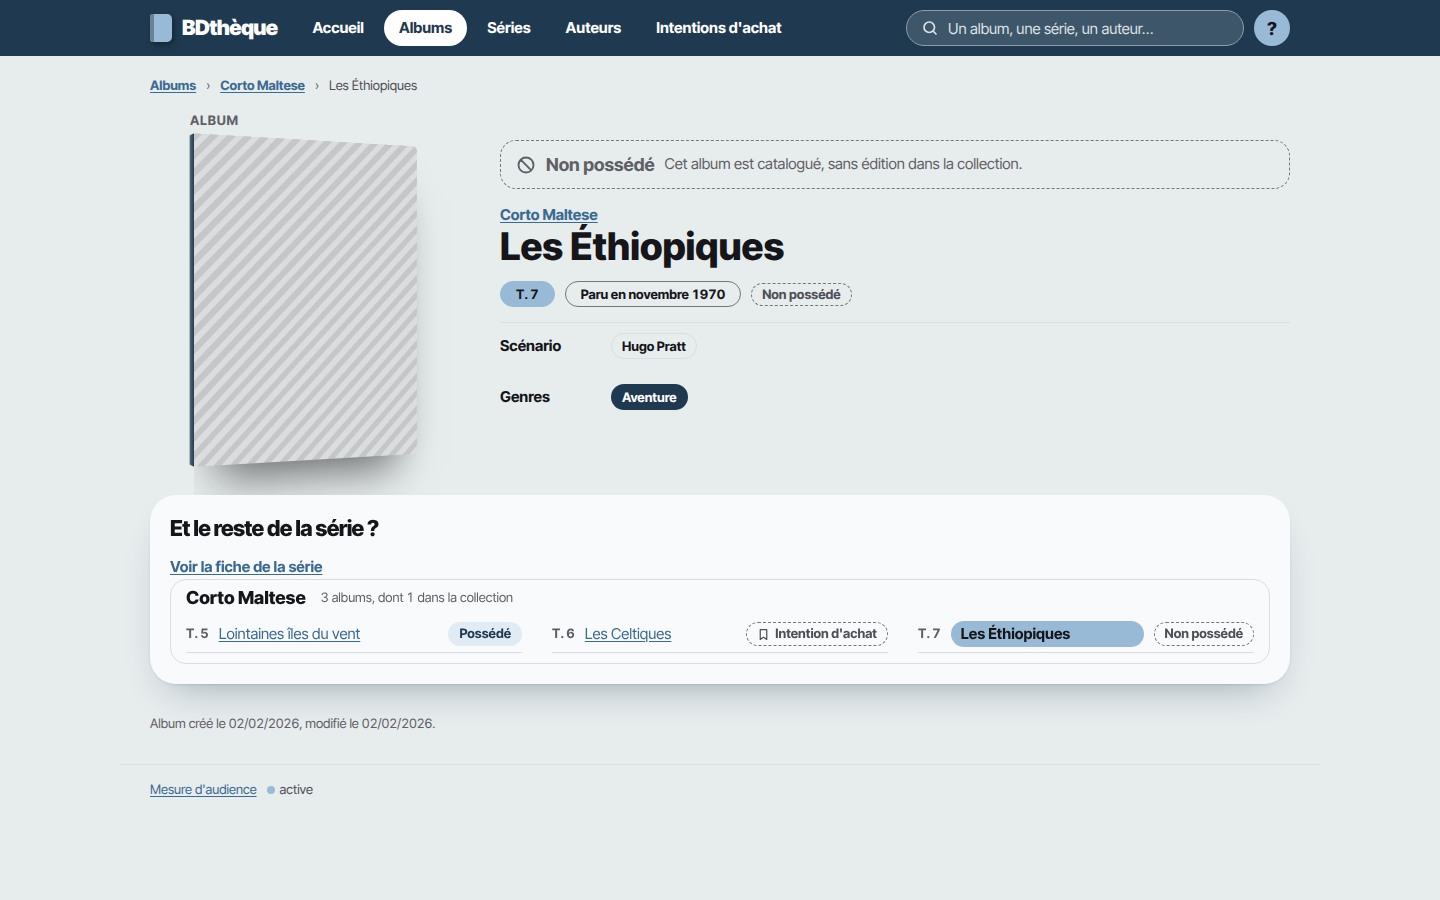 BDthèque Accueil Albums Séries Auteurs Intentions d'achat Un album, une série, un auteur... ?
Albums › Corto Maltese › Les Éthiopiques
ALBUM
Non possédé Cet album est catalogué, sans édition dans la collection.
Corto Maltese
Les Éthiopiques
T. 7 Paru en novembre 1970 Non possédé
Scénario Hugo Pratt
Genres Aventure
Et le reste de la série ?
Voir la fiche de la série
Corto Maltese 3 albums, dont 1 dans la collection
T. 5 Lointaines îles du vent Possédé T. 6 Les Celtiques Intention d'achat T. 7 Les Éthiopiques Non possédé
Album créé le 02/02/2026, modifié le 02/02/2026.
Mesure d'audience active